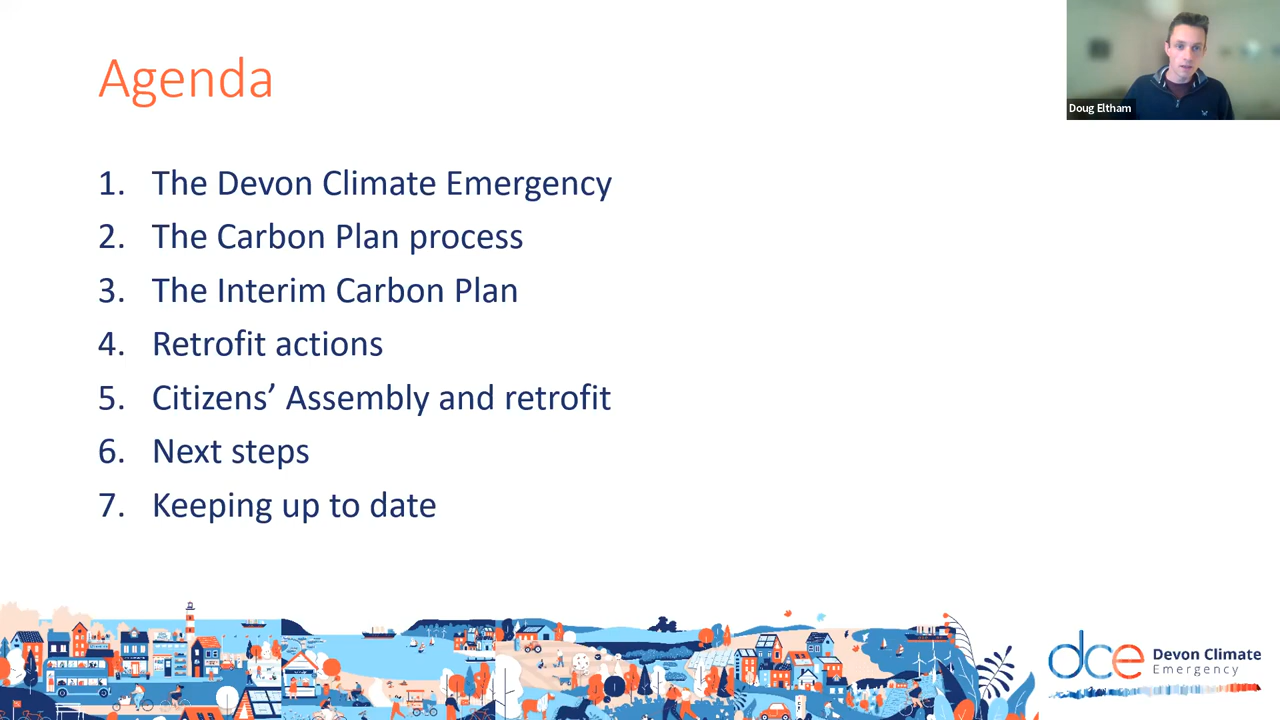 Agenda
Doug Eltham
1. The Devon Climate Emergency
2. The Carbon Plan process
3. The Interim Carbon Plan
4. Retrofit actions
5. Citizens’ Assembly and retrofit
6. Next steps
7. Keeping up to date
dce Devon Climate
Emergency